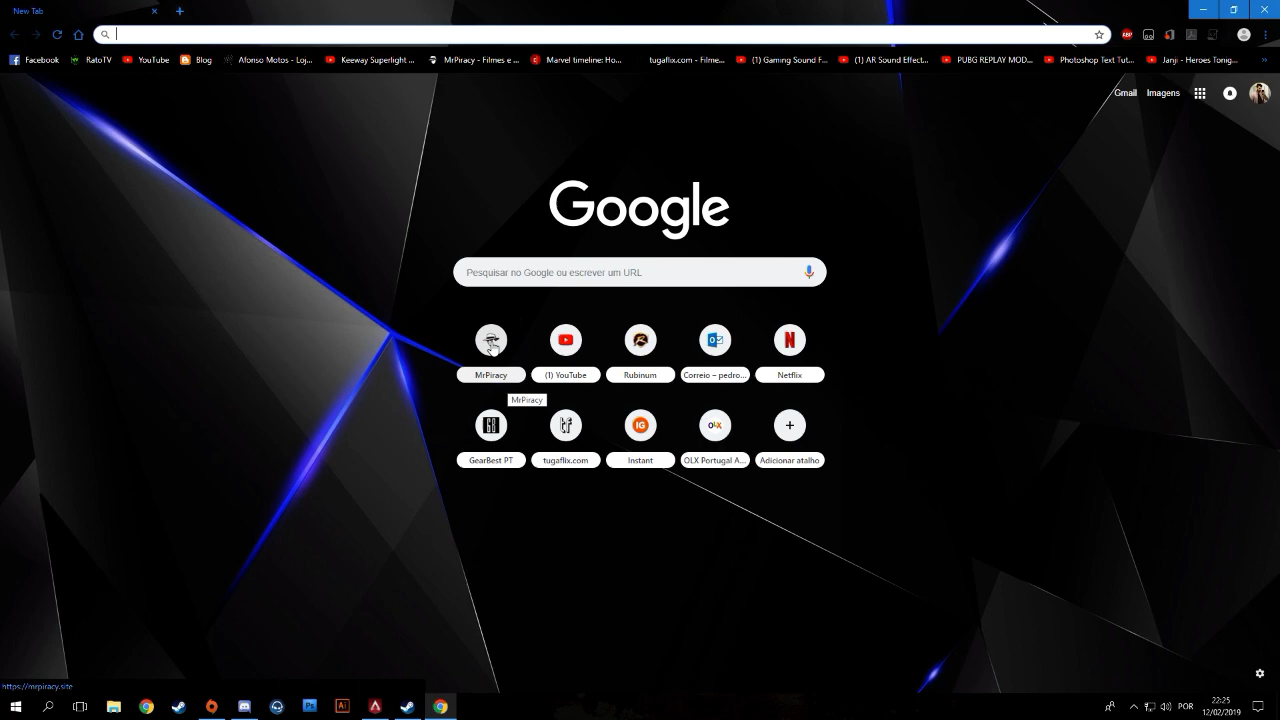 New Tab
Facebook RatoTV YouTube Blog Afonso Motos - Loj... Keeway Superlight ... MrPiracy - Filmes e ... Marvel timeline: Ho... tugaflix.com - Filme... (1) Gaming Sound F... (1) AR Sound Effect... PUBG REPLAY MOD... Photoshop Text Tut... Janji - Heroes Tonig... »
Gmail Imagens
Google
Pesquisar no Google ou escrever um URL
MrPiracy (1) YouTube Rubinum Correio – pedro... Netflix
MrPiracy
GearBest PT tugaflix.com Instant OLX Portugal A... Adicionar atalho
https://mrpiracy.site
POR
22:25
12/02/2019